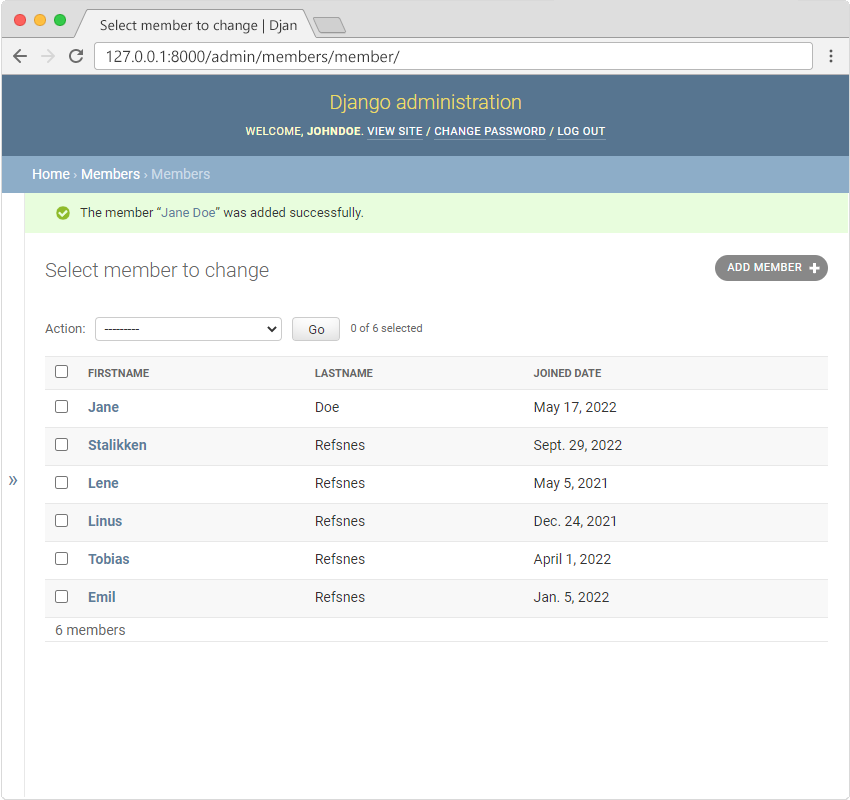 Select member to change | Djan
127.0.0.1:8000/admin/members/member/
Django administration
WELCOME, JOHNDOE. VIEW SITE / CHANGE PASSWORD / LOG OUT
Home › Members › Members
The member “Jane Doe” was added successfully.
Select member to change
ADD MEMBER +
Action: --------- Go 0 of 6 selected
FIRSTNAME LASTNAME JOINED DATE
Jane Doe May 17, 2022
Stalikken Refsnes Sept. 29, 2022
Lene Refsnes May 5, 2021
»
Linus Refsnes Dec. 24, 2021
Tobias Refsnes April 1, 2022
Emil Refsnes Jan. 5, 2022
6 members